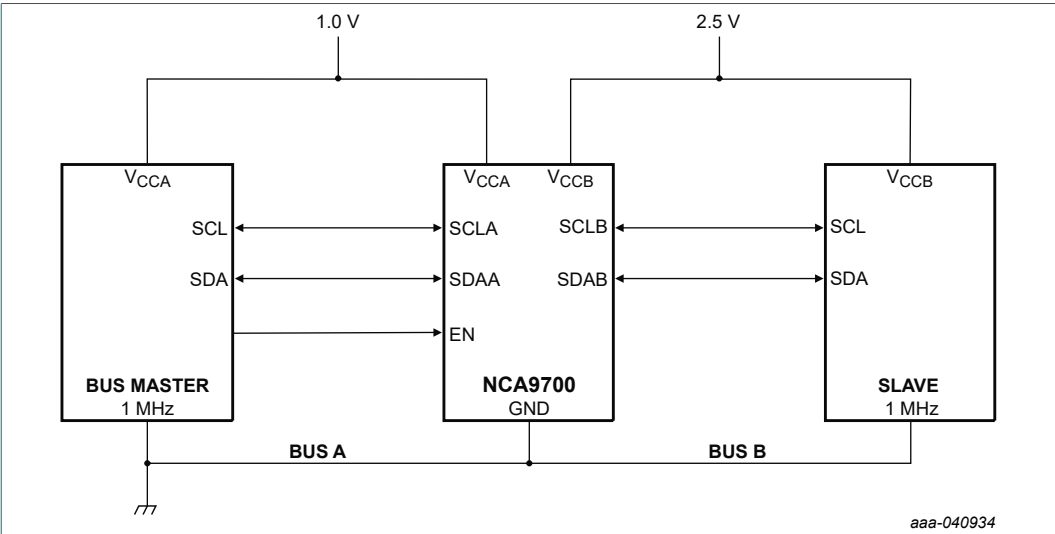 1.0 V 2.5 V
VCCA VCCA VCCB VCCB
SCL SCLA SCLB SCL
SDA SDAA SDAB SDA
EN
BUS MASTER NCA9700 SLAVE
1 MHz GND 1 MHz
BUS A BUS B
aaa-040934